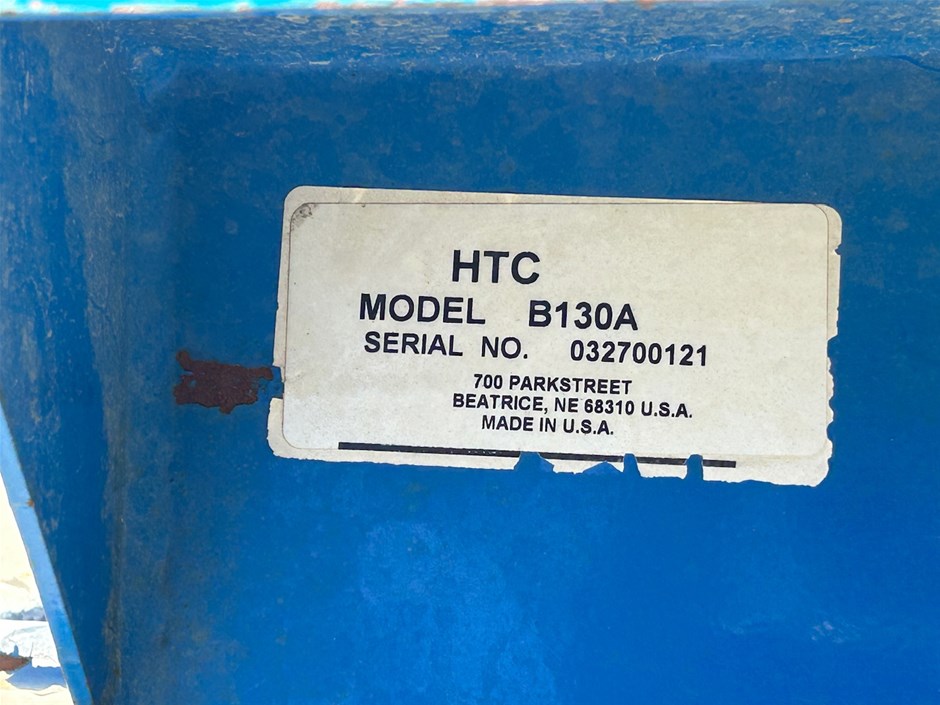 HTC
MODEL B130A
SERIAL NO. 032700121
700 PARKSTREET
BEATRICE, NE 68310 U.S.A.
MADE IN U.S.A.